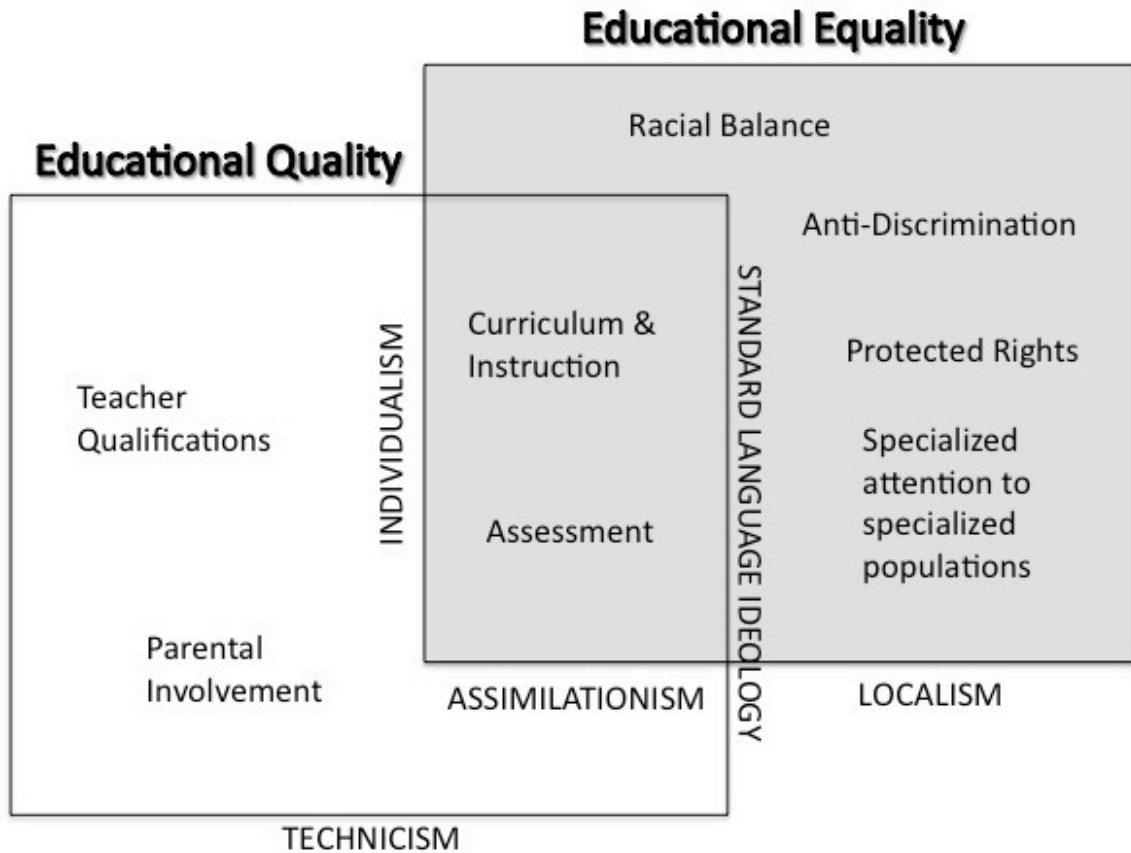 Educational Equality
Racial Balance
Educational Quality
Anti-Discrimination
Curriculum &
Instruction
Protected Rights
Teacher
Qualifications
INDIVIDUALISM
STANDARD LANGUAGE IDEOLOGY
Specialized
attention to
specialized
populations
Assessment
Parental
Involvement
ASSIMILATIONISM
LOCALISM
TECHNICISM